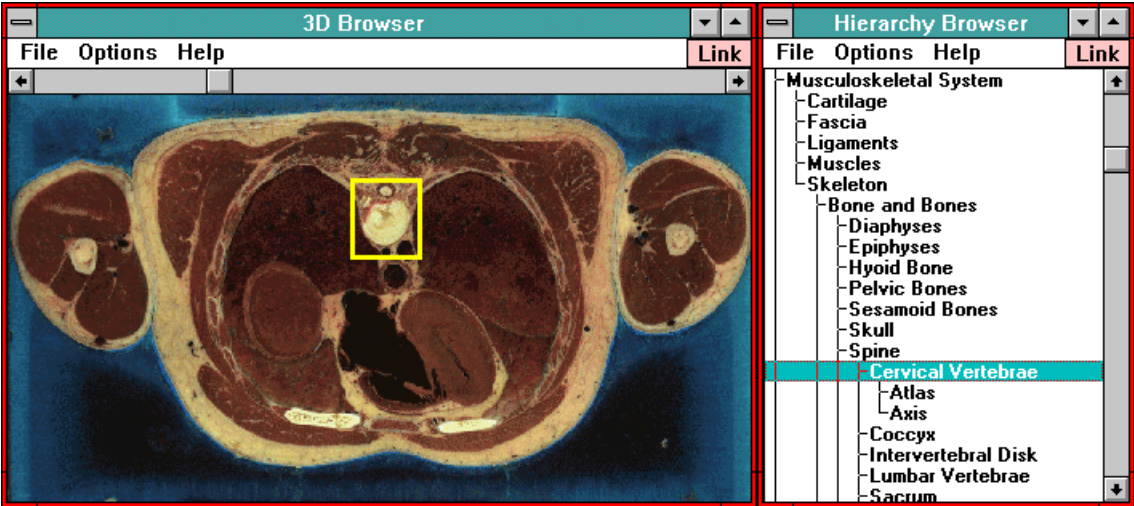 3D Browser
File Options Help Link
Hierarchy Browser
File Options Help Link
Musculoskeletal System
Cartilage
Fascia
Ligaments
Muscles
Skeleton
Bone and Bones
Diaphyses
Epiphyses
Hyoid Bone
Pelvic Bones
Sesamoid Bones
Skull
Spine
Cervical Vertebrae
Atlas
Axis
Coccyx
Intervertebral Disk
Lumbar Vertebrae
Sacrum